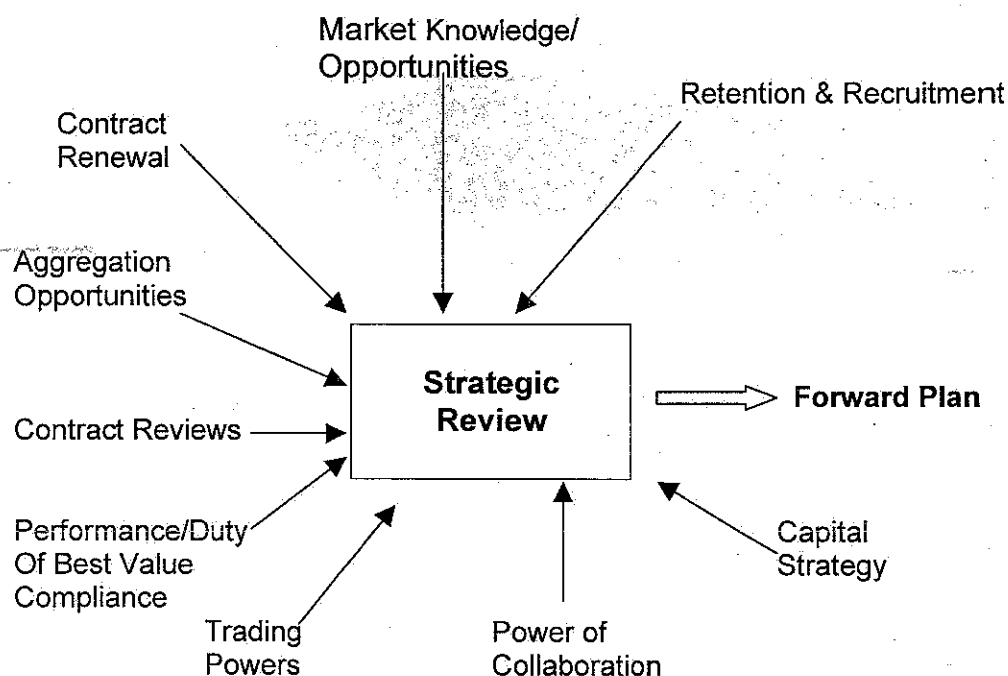 Market Knowledge/
Opportunities
Retention & Recruitment
Contract
Renewal
Aggregation
Opportunities
Strategic
Review
Forward Plan
Contract Reviews
Performance/Duty
Of Best Value
Compliance
Capital
Strategy
Trading
Powers
Power of
Collaboration